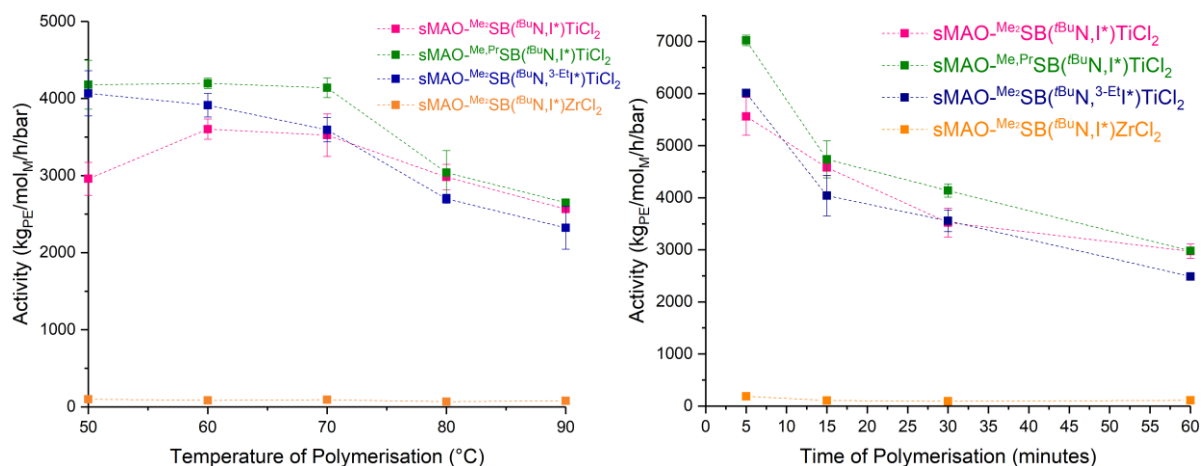 5000
4000
3000
2000
1000
0
50 60 70 80 90
Activity (kgPE/molM/h/bar)
Temperature of Polymerisation (°C)
sMAO-Me₂SB(tBuN,I*)TiCl₂
sMAO-Me,PrSB(tBuN,I*)TiCl₂
sMAO-Me₂SB(tBuN,3-EtI*)TiCl₂
sMAO-Me₂SB(tBuN,I*)ZrCl₂
7000
6000
5000
4000
3000
2000
1000
0
0 5 10 15 20 25 30 35 40 45 50 55 60
Activity (kgPE/molM/h/bar)
Time of Polymerisation (minutes)
sMAO-Me₂SB(tBuN,I*)TiCl₂
sMAO-Me,PrSB(tBuN,I*)TiCl₂
sMAO-Me₂SB(tBuN,3-EtI*)TiCl₂
sMAO-Me₂SB(tBuN,I*)ZrCl₂